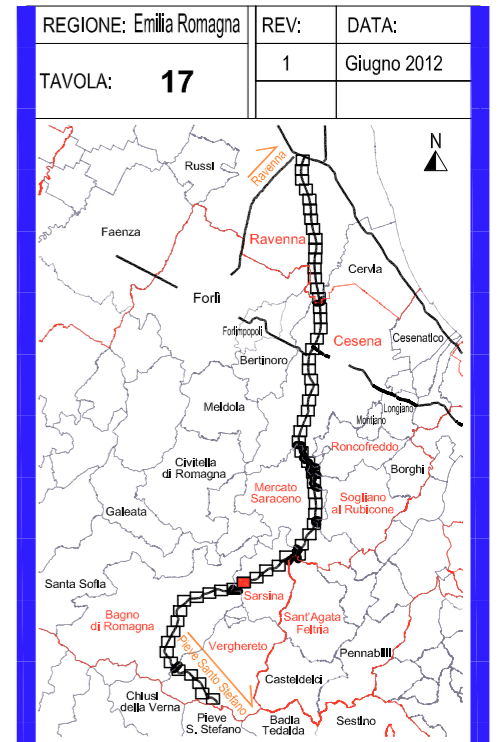 REGIONE: Emilia Romagna
REV:
DATA:
TAVOLA: 17
1
Giugno 2012
N
Russi
Ravenna
Faenza
Ravenna
Cervia
Forlì
Forlimpopoli
Cesena
Cesenatico
Bertinoro
Meldola
Longiano
Montiano
Roncofreddo
Civitella
di Romagna
Borghi
Mercato
Saraceno
Sogliano
al Rubicone
Galeata
Santa Sofia
Sarsina
Bagno
di Romagna
Sant'Agata
Feltria
Verghereto
Pennabilli
Pieve Santo Stefano
Casteldelci
Chiusi
della Verna
Pieve
S. Stefano
Badia
Tedalda
Sestino